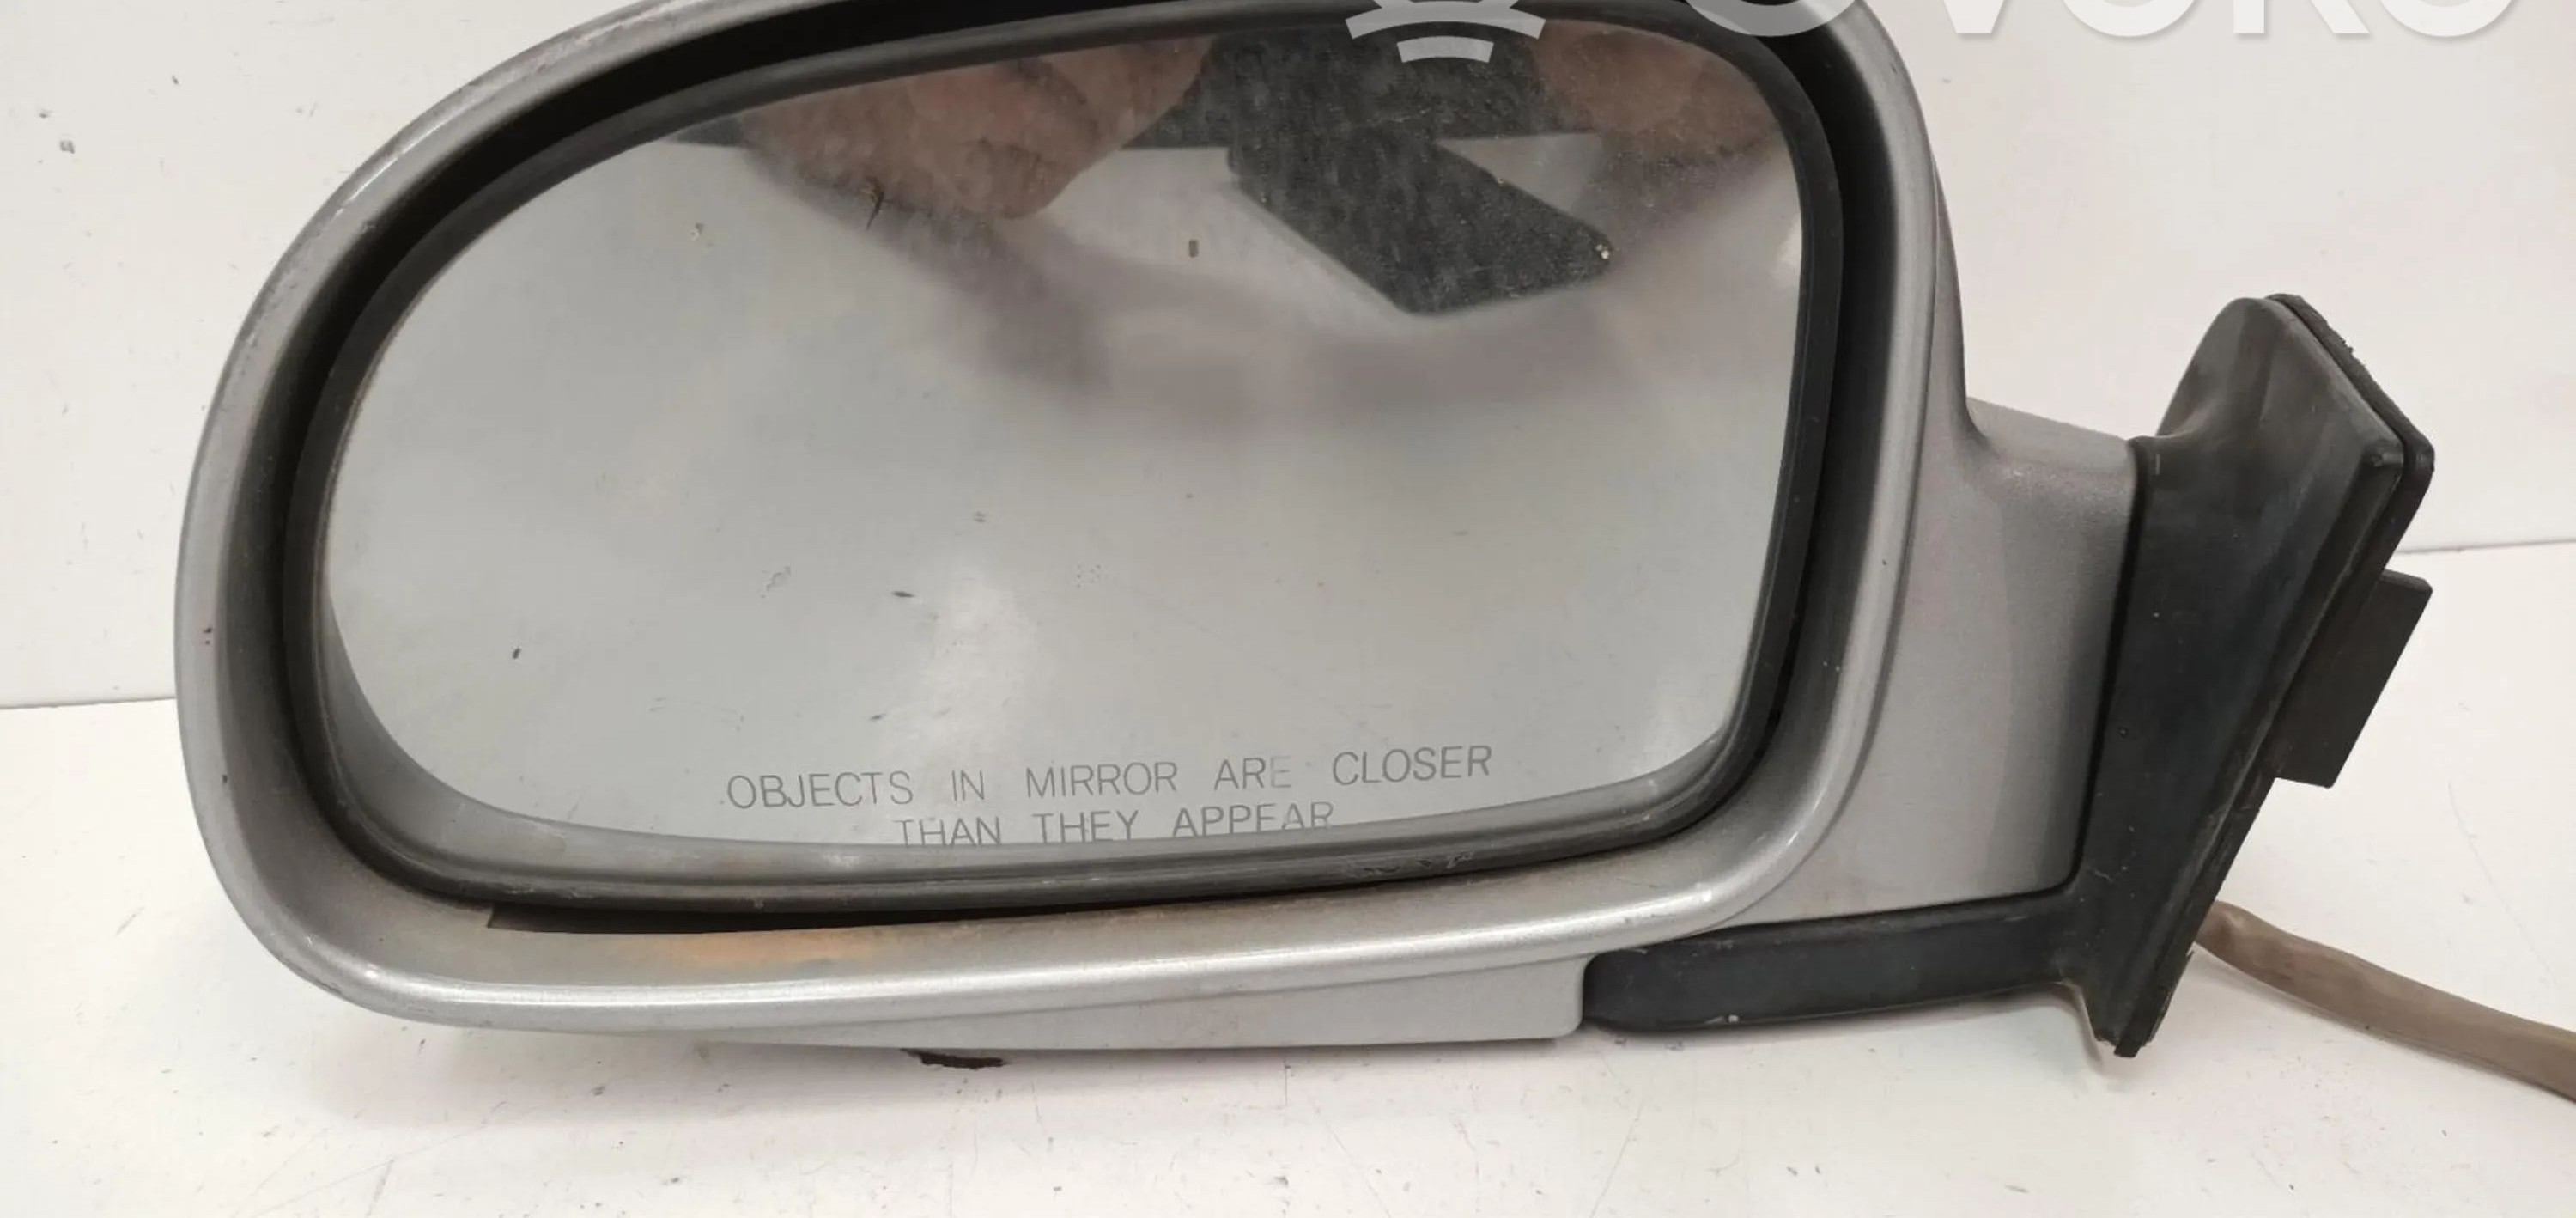 OBJECTS IN MIRROR ARE CLOSER
THAN THEY APPEAR